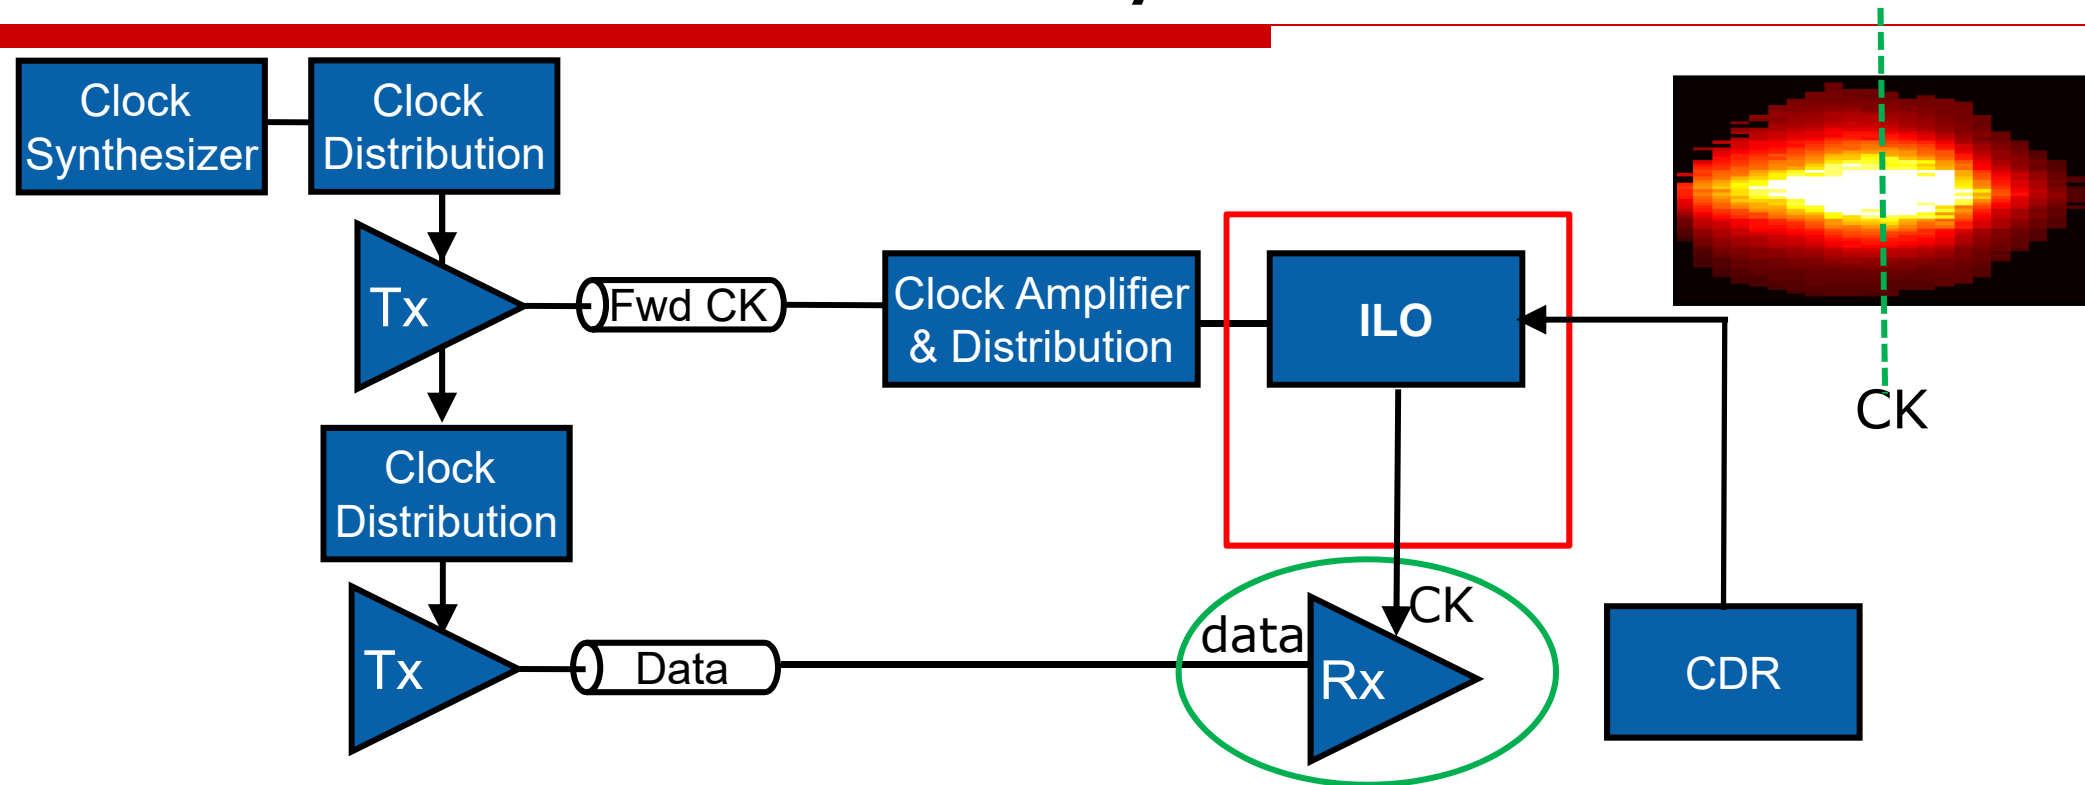 Clock
Synthesizer
Clock
Distribution
Tx
Fwd CK
Clock Amplifier
& Distribution
ILO
CK
Clock
Distribution
Tx
Data
data
CK
Rx
CDR